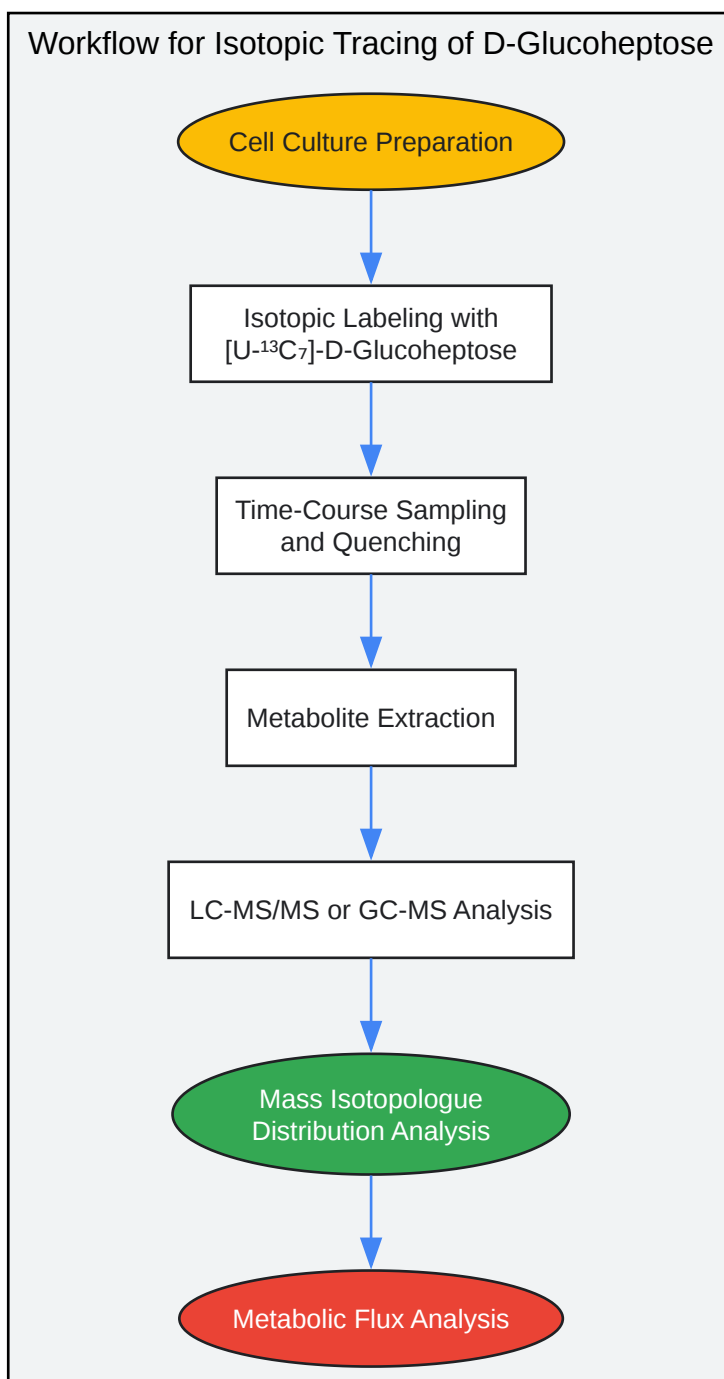 Workflow for Isotopic Tracing of D-Glucoheptose
Cell Culture Preparation
Isotopic Labeling with
[U-¹³C₇]-D-Glucoheptose
Time-Course Sampling
and Quenching
Metabolite Extraction
LC-MS/MS or GC-MS Analysis
Mass Isotopologue
Distribution Analysis
Metabolic Flux Analysis